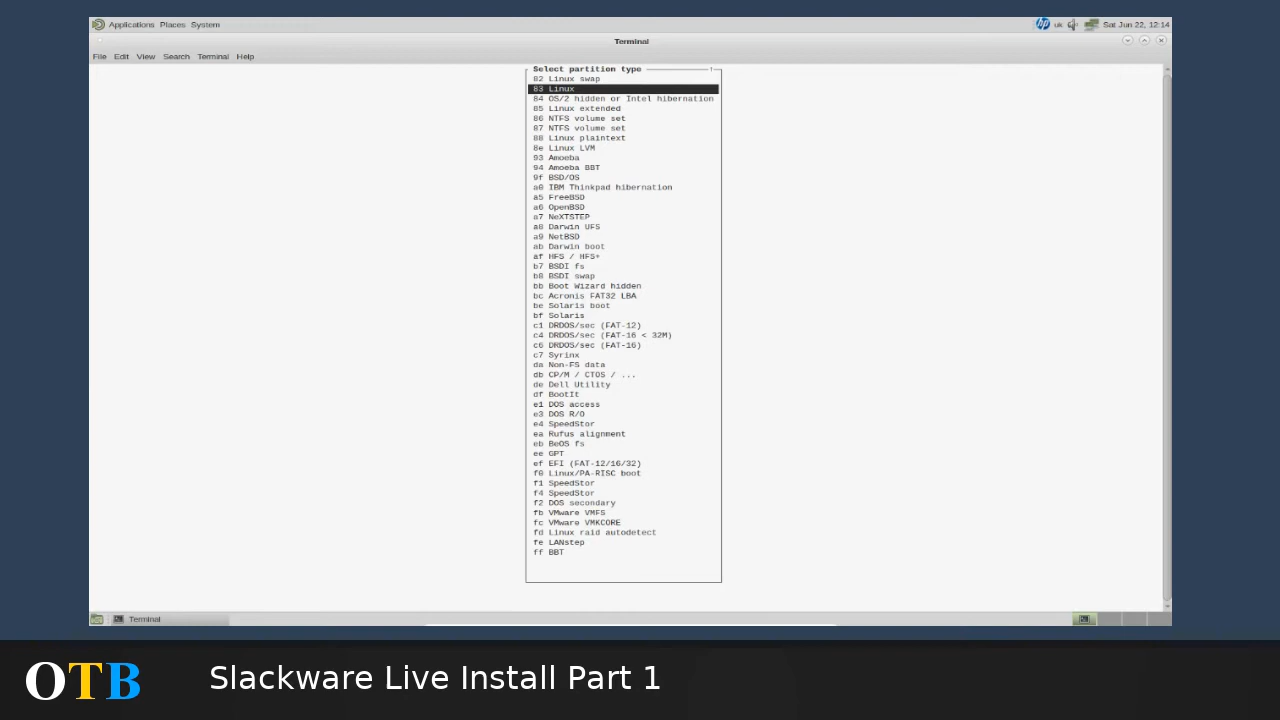 Applications Places System
uk Sat Jun 22, 12:14
Terminal
File Edit View Search Terminal Help
Select partition type
82 Linux swap
83 Linux
84 OS/2 hidden or Intel hibernation
85 Linux extended
86 NTFS volume set
87 NTFS volume set
88 Linux plaintext
8e Linux LVM
93 Amoeba
94 Amoeba BBT
9f BSD/OS
a0 IBM Thinkpad hibernation
a5 FreeBSD
a6 OpenBSD
a7 NeXTSTEP
a8 Darwin UFS
a9 NetBSD
ab Darwin boot
af HFS / HFS+
b7 BSDI fs
b8 BSDI swap
bb Boot Wizard hidden
bc Acronis FAT32 LBA
be Solaris boot
bf Solaris
c1 DRDOS/sec (FAT-12)
c4 DRDOS/sec (FAT-16 < 32M)
c6 DRDOS/sec (FAT-16)
c7 Syrinx
da Non-FS data
db CP/M / CTOS / ...
de Dell Utility
df BootIt
e1 DOS access
e3 DOS R/O
e4 SpeedStor
ea Rufus alignment
eb BeOS fs
ee GPT
ef EFI (FAT-12/16/32)
f0 Linux/PA-RISC boot
f1 SpeedStor
f4 SpeedStor
f2 DOS secondary
fb VMware VMFS
fc VMware VMKCORE
fd Linux raid autodetect
fe LANstep
ff BBT
Terminal
OTB Slackware Live Install Part 1